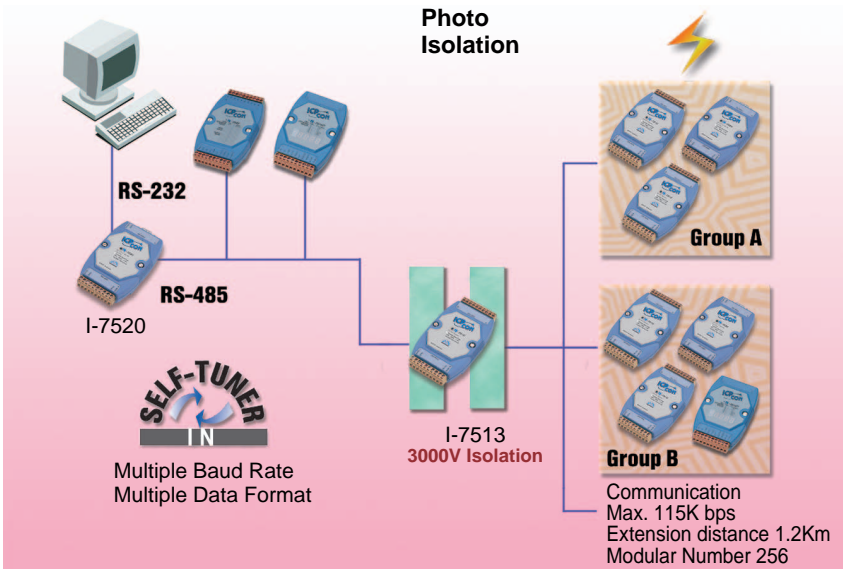 Photo
Isolation
RS-232
RS-485
I-7520
SELF-TUNER
IN
Multiple Baud Rate
Multiple Data Format
I-7513
3000V Isolation
Group A
Group B
Communication
Max. 115K bps
Extension distance 1.2Km
Modular Number 256